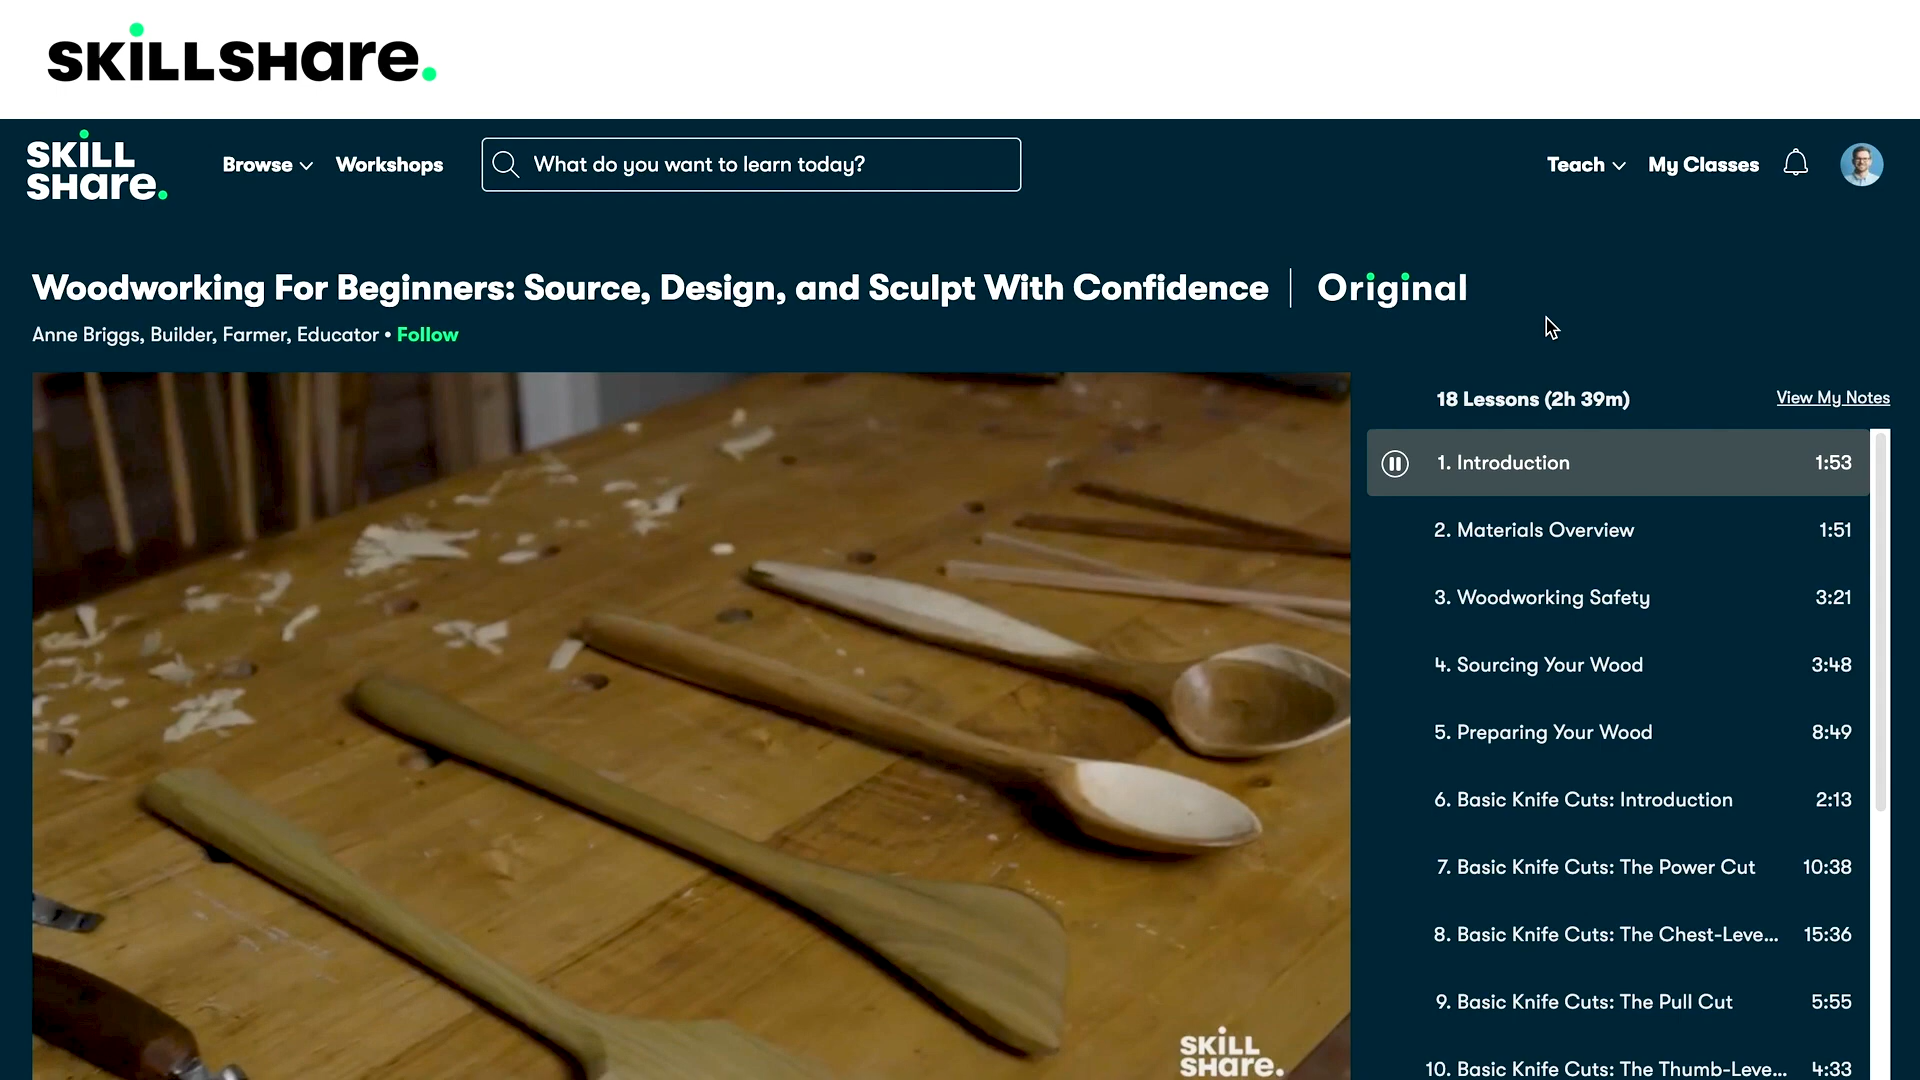 SKILLSHARE.
SKILL
SHARE.
Browse
Workshops
What do you want to learn today?
Teach
My Classes
Woodworking For Beginners: Source, Design, and Sculpt With Confidence | Original
Anne Briggs, Builder, Farmer, Educator • Follow
18 Lessons (2h 39m)
View My Notes
1. Introduction 1:53
2. Materials Overview 1:51
3. Woodworking Safety 3:21
4. Sourcing Your Wood 3:48
5. Preparing Your Wood 8:49
6. Basic Knife Cuts: Introduction 2:13
7. Basic Knife Cuts: The Power Cut 10:38
8. Basic Knife Cuts: The Chest-Leve... 15:36
9. Basic Knife Cuts: The Pull Cut 5:55
10. Basic Knife Cuts: The Thumb-Leve... 4:33
SKILL
SHARE.